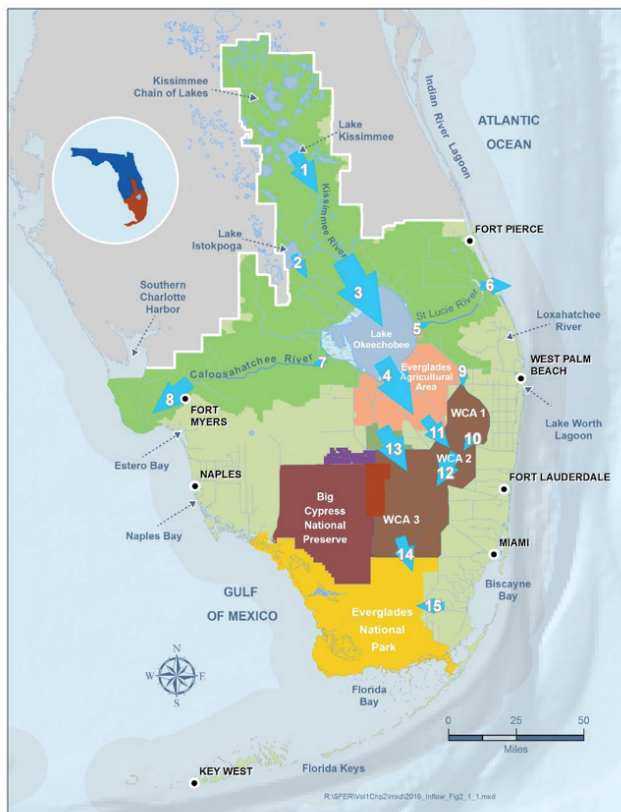 Kissimmee
Chain of Lakes
Lake
Kissimmee
Indian River Lagoon
ATLANTIC
OCEAN
1
Kissimmee River
Lake
Istokpoga
2
FORT PIERCE
Southern
Charlotte
Harbor
3
6
St Lucie River
5
Loxahatchee
River
Lake
Okeechobee
7
Caloosahatchee River
4
Everglades
Agricultural
Area
9
WEST PALM
BEACH
8
FORT
MYERS
WCA 1
Lake Worth
Lagoon
11
10
13
WCA 2
12
Estero Bay
NAPLES
FORT LAUDERDALE
Big
Cypress
National
Preserve
WCA 3
Naples Bay
14
MIAMI
GULF
OF MEXICO
Biscayne
Bay
15
Everglades
National
Park
N
W
E
S
Florida
Bay
0
25
50
Miles
KEY WEST
Florida Keys
R:\SFER\Vol1Chp2\mxd\2016_Inflow_Fig2_1_1.mxd